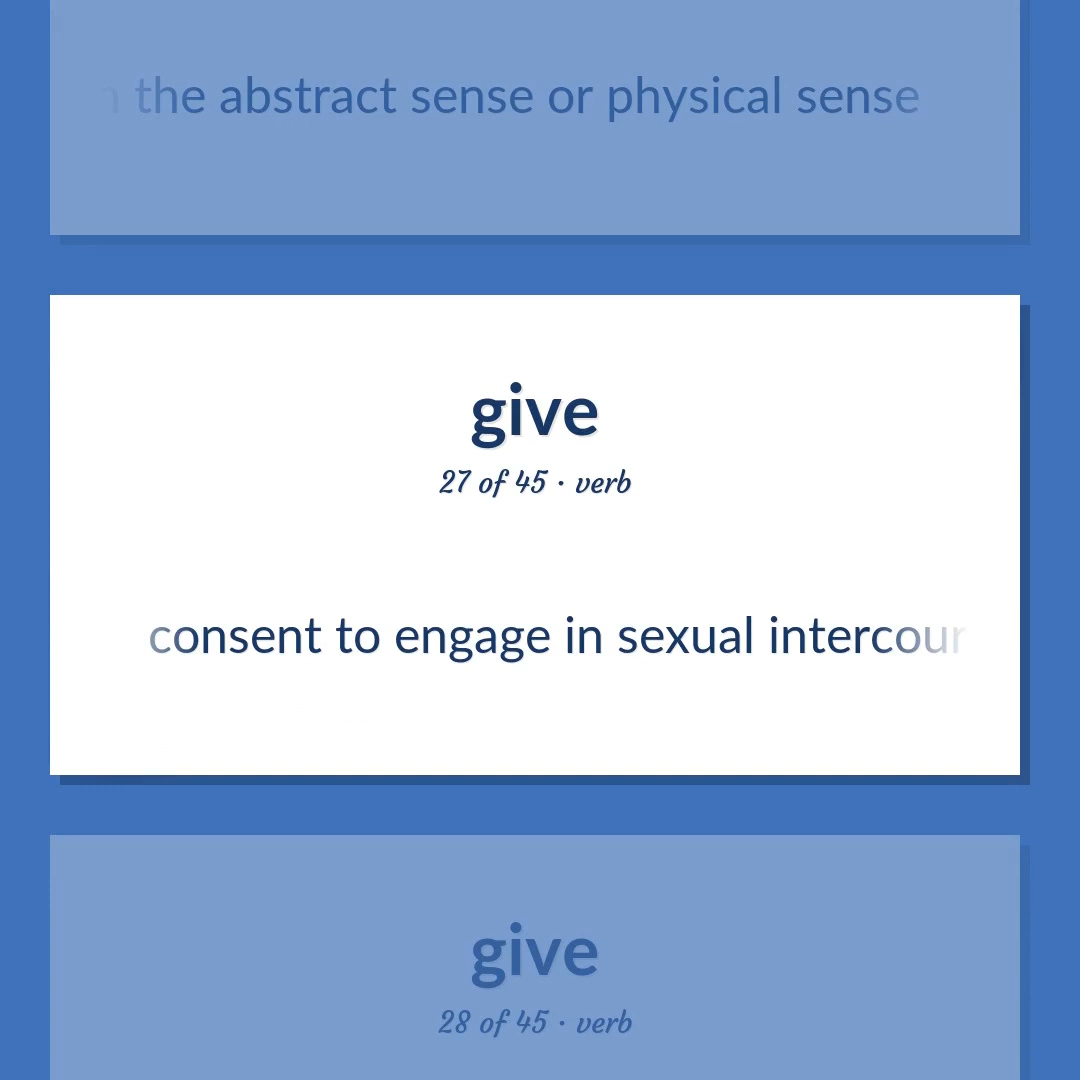 the abstract sense or physical sense
give
27 of 45 · verb
consent to engage in sexual intercour
give
28 of 45 · verb